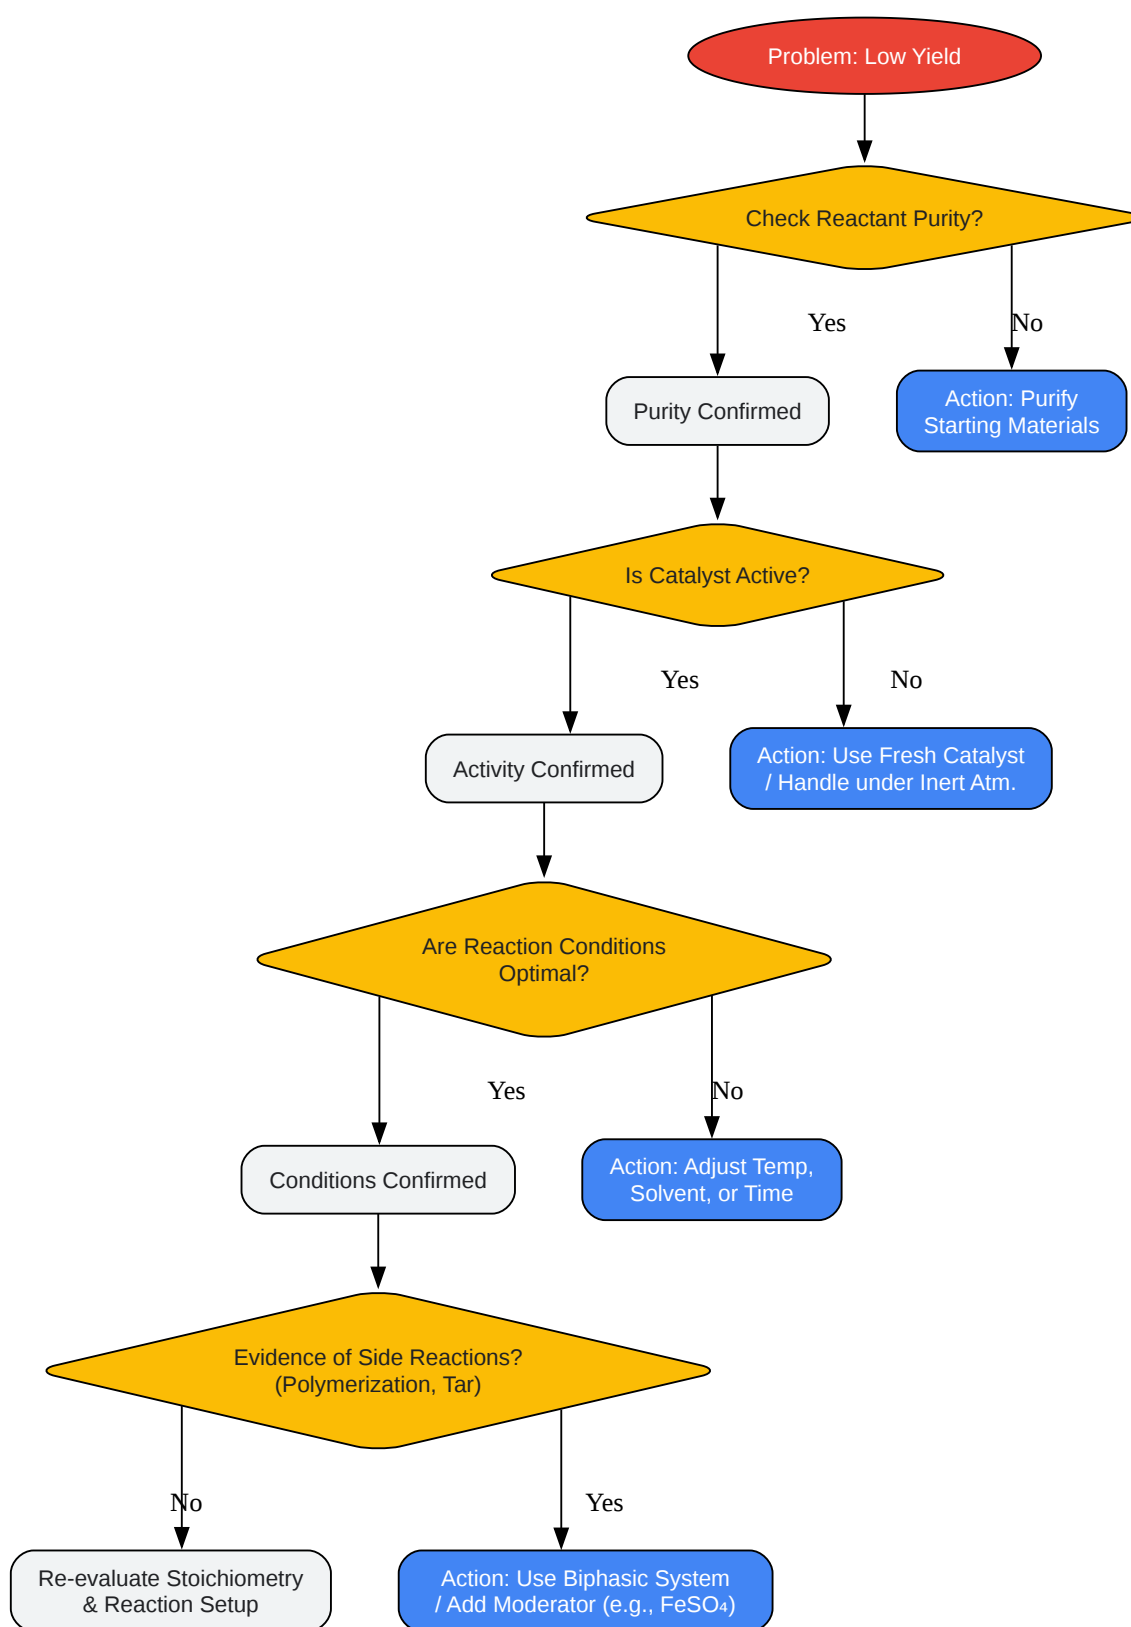 Problem: Low Yield
Check Reactant Purity?
Yes
No
Purity Confirmed
Action: Purify
Starting Materials
Is Catalyst Active?
Yes
No
Activity Confirmed
Action: Use Fresh Catalyst
/ Handle under Inert Atm.
Are Reaction Conditions
Optimal?
Yes
No
Conditions Confirmed
Action: Adjust Temp,
Solvent, or Time
Evidence of Side Reactions?
(Polymerization, Tar)
No
Yes
Re-evaluate Stoichiometry
& Reaction Setup
Action: Use Biphasic System
/ Add Moderator (e.g., FeSO₄)